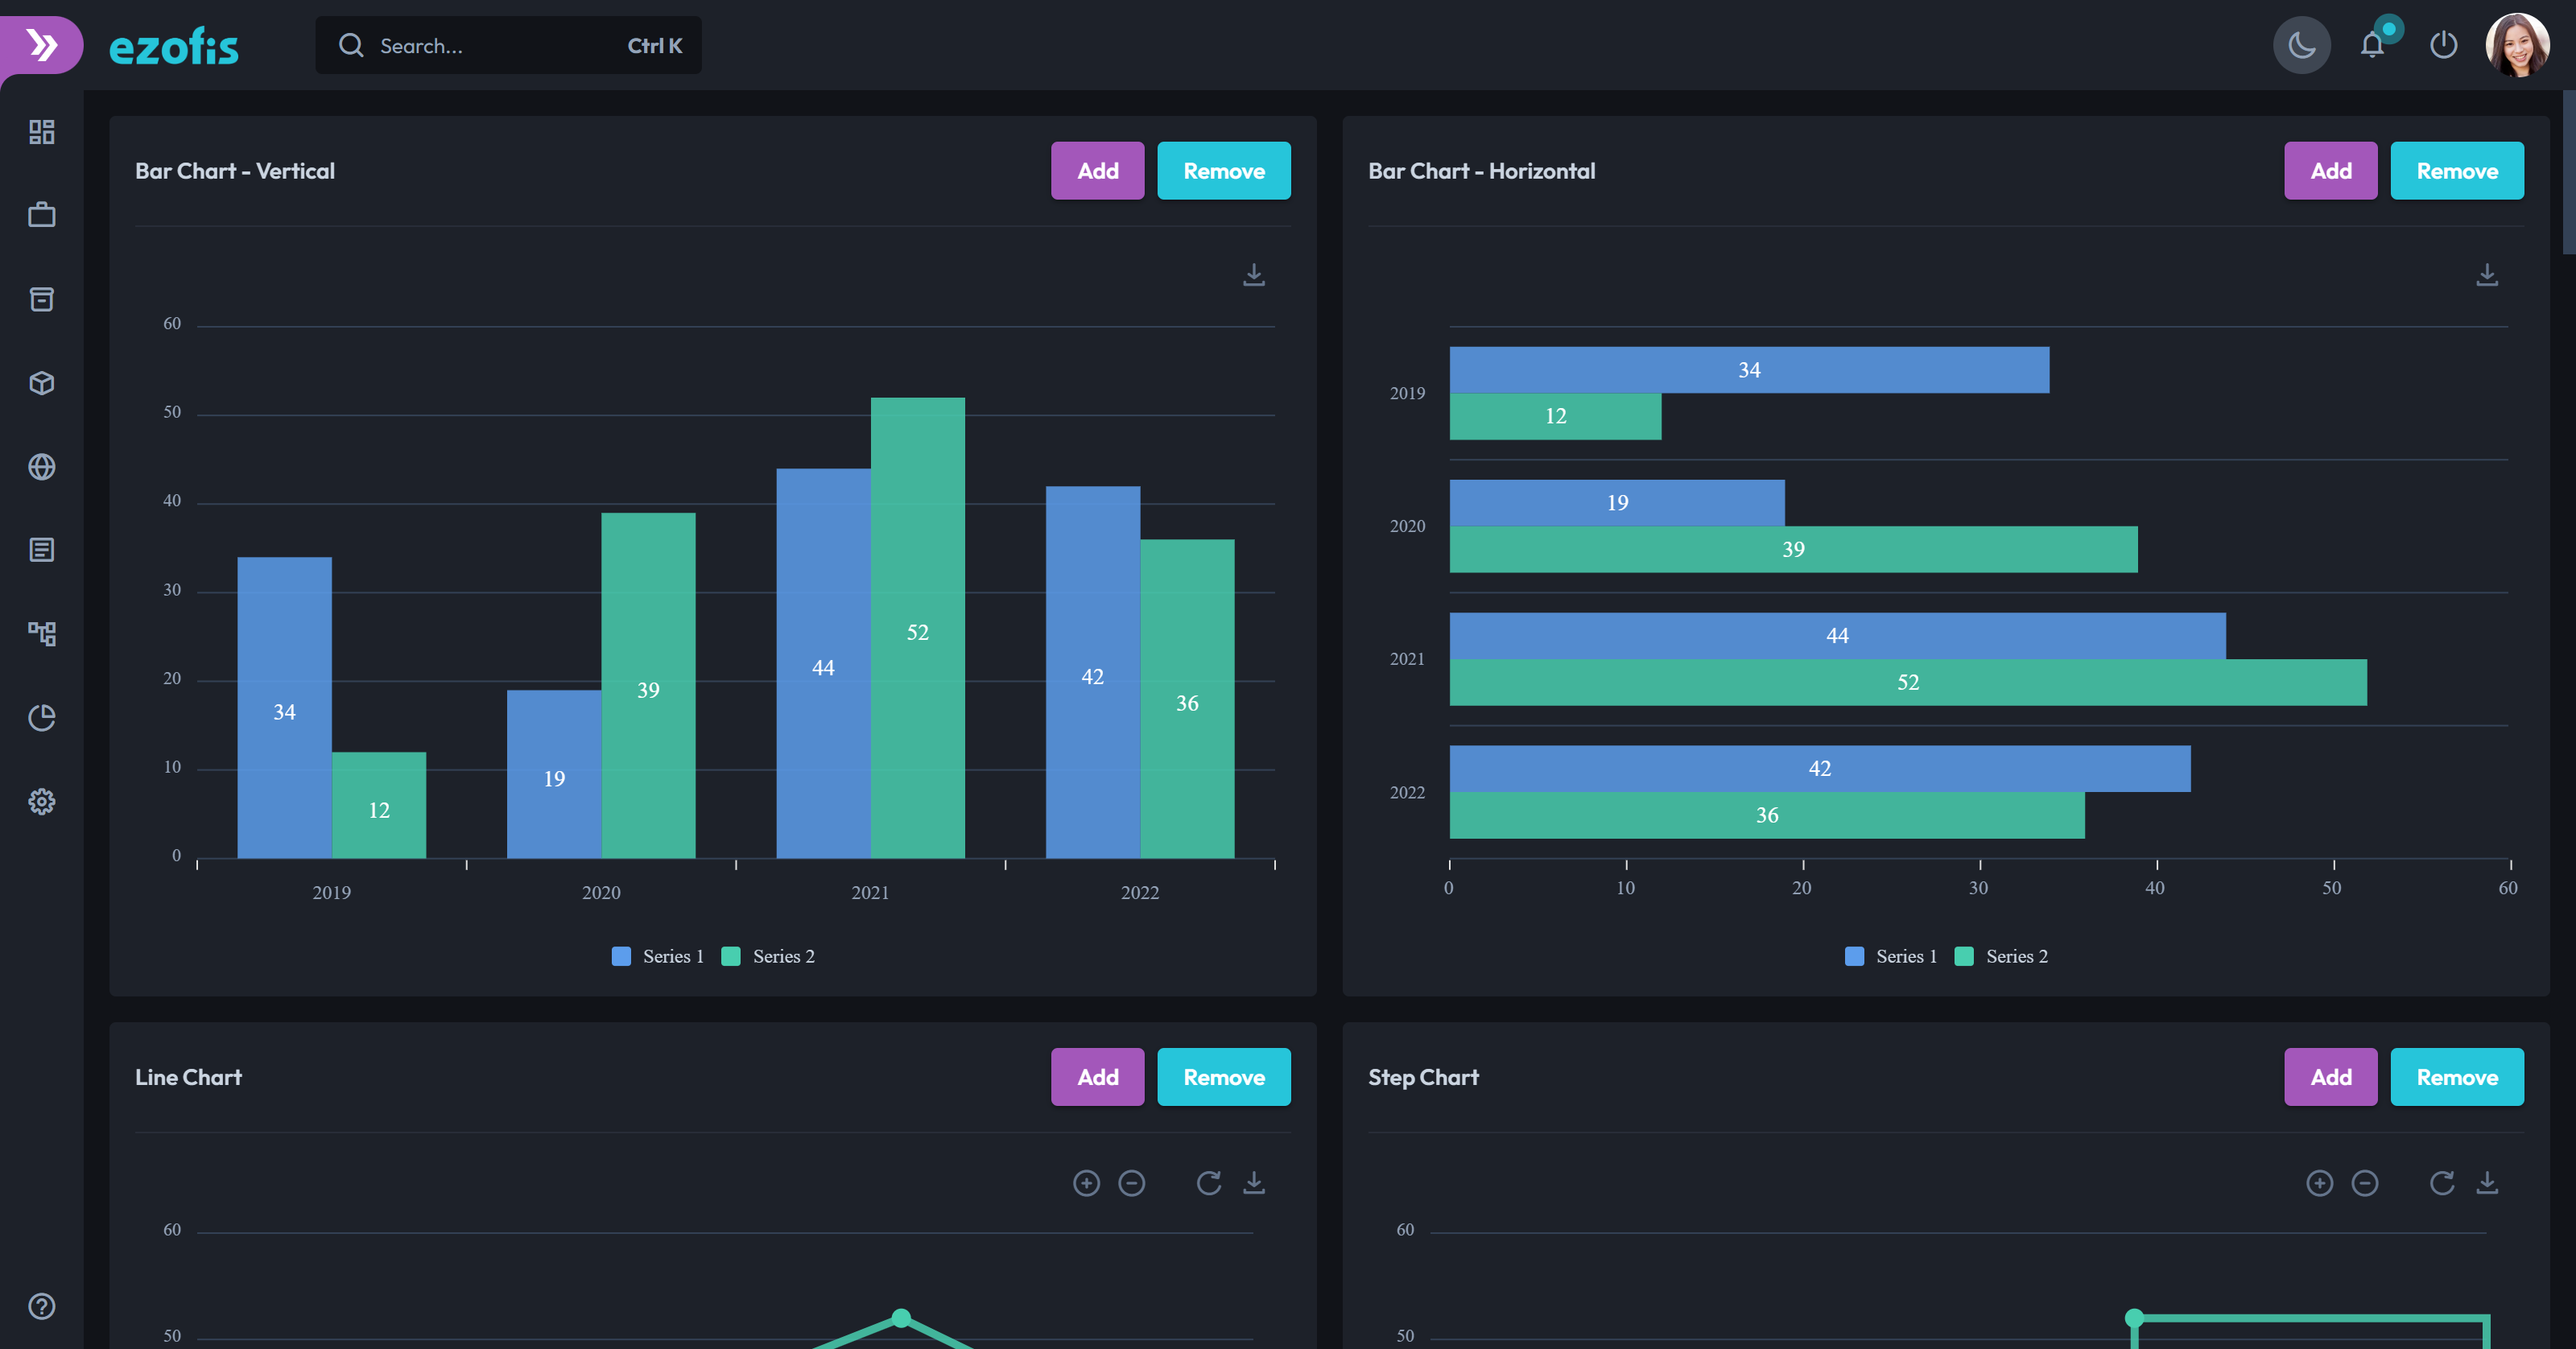 ezofis
Search...
Ctrl K
Bar Chart - Vertical
Add
Remove
60
50
40
30
20
10
0
34
12
19
39
44
52
42
36
2019
2020
2021
2022
Series 1
Series 2
Bar Chart - Horizontal
Add
Remove
2019
34
12
2020
19
39
2021
44
52
2022
42
36
0
10
20
30
40
50
60
Series 1
Series 2
Line Chart
Add
Remove
60
50
Step Chart
Add
Remove
60
50